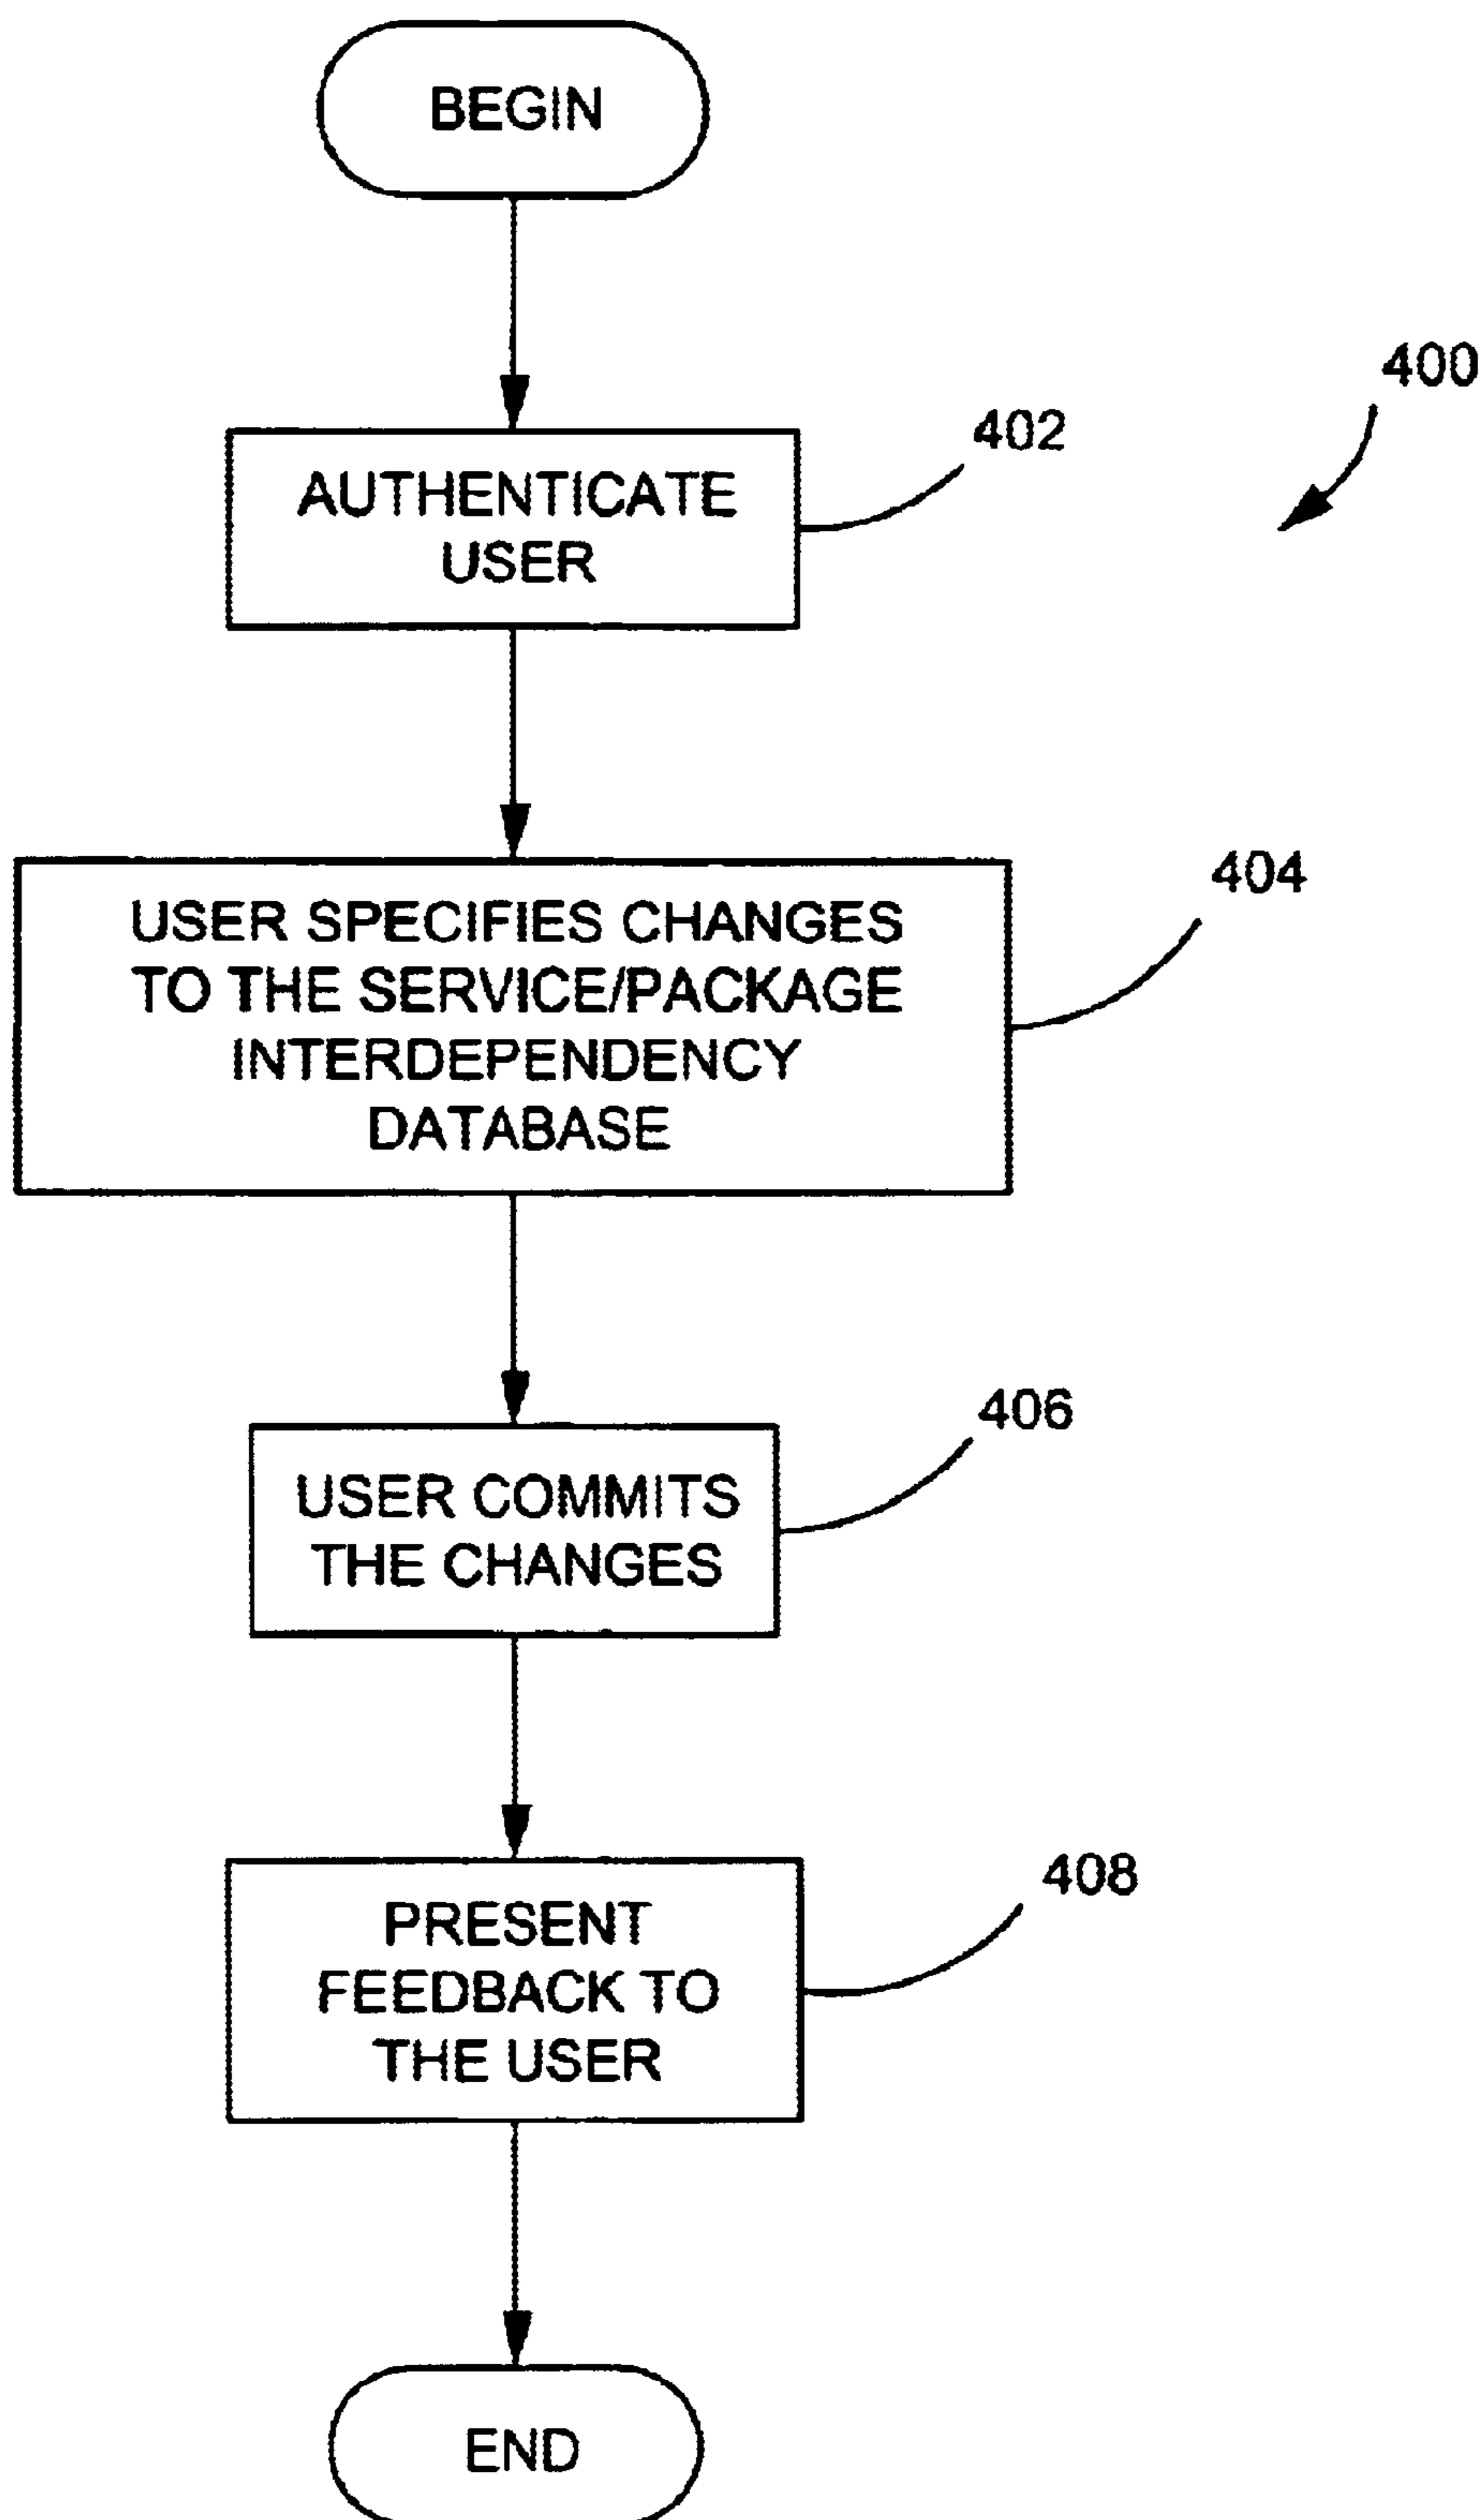 BEGIN
400
402
AUTHENTICATE
USER
404
USER SPECIFIES CHANGES
TO THE SERVICE/PACKAGE
INTERDEPENDENCY
DATABASE
406
USER COMMITS
THE CHANGES
408
PRESENT
FEEDBACK TO
THE USER
END